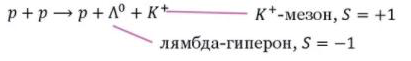 p + p → p + Λ⁰ + K⁺ K⁺-мезон, S = +1
лямбда-гиперон, S = −1